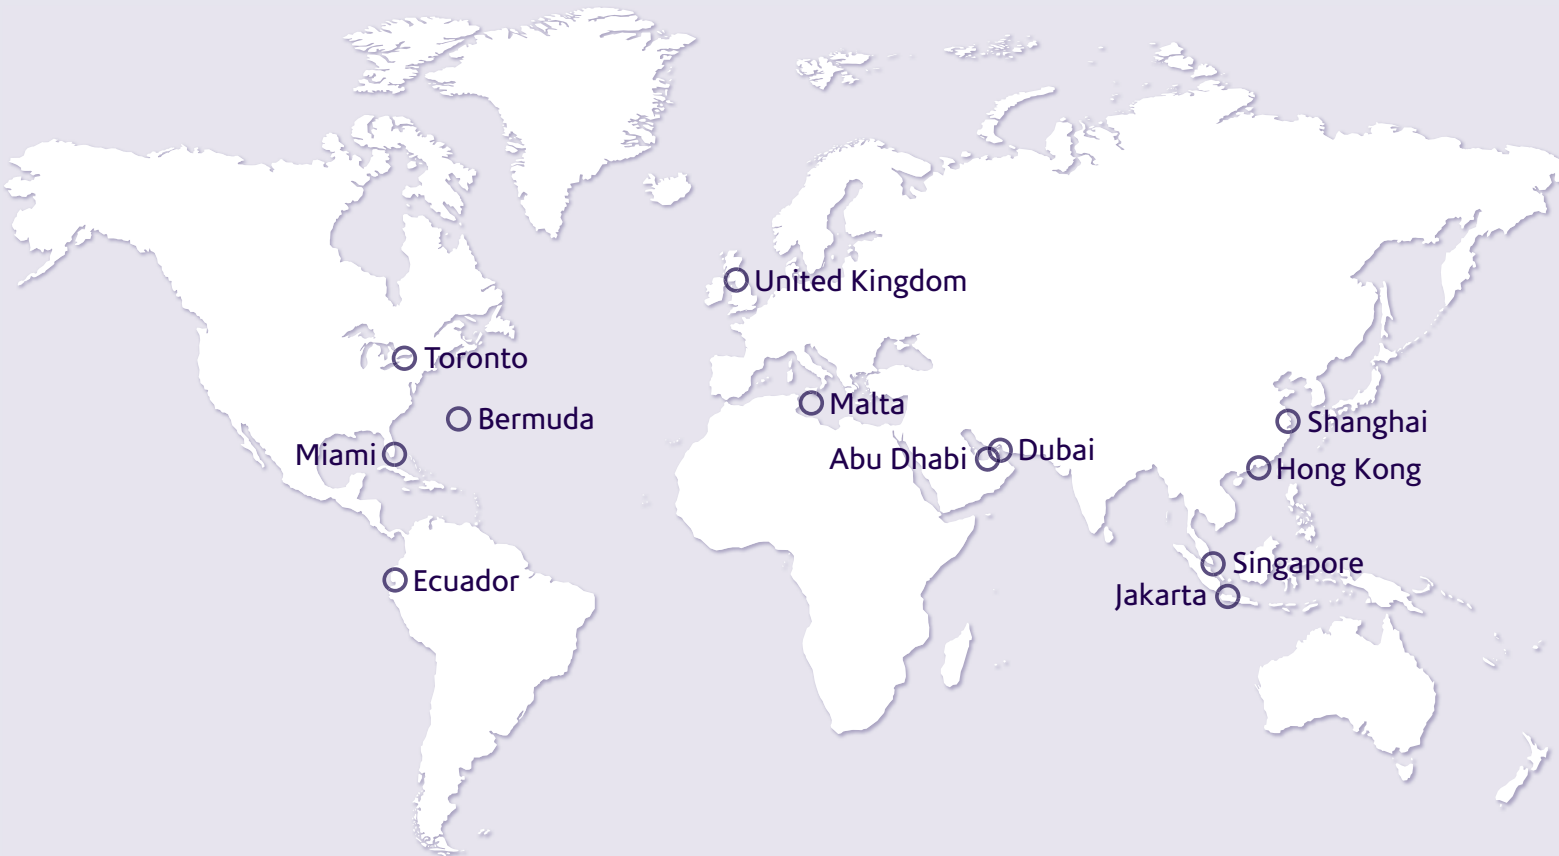 United Kingdom
Toronto
Malta
Bermuda
Shanghai
Miami
Abu Dhabi
Dubai
Hong Kong
Singapore
Ecuador
Jakarta